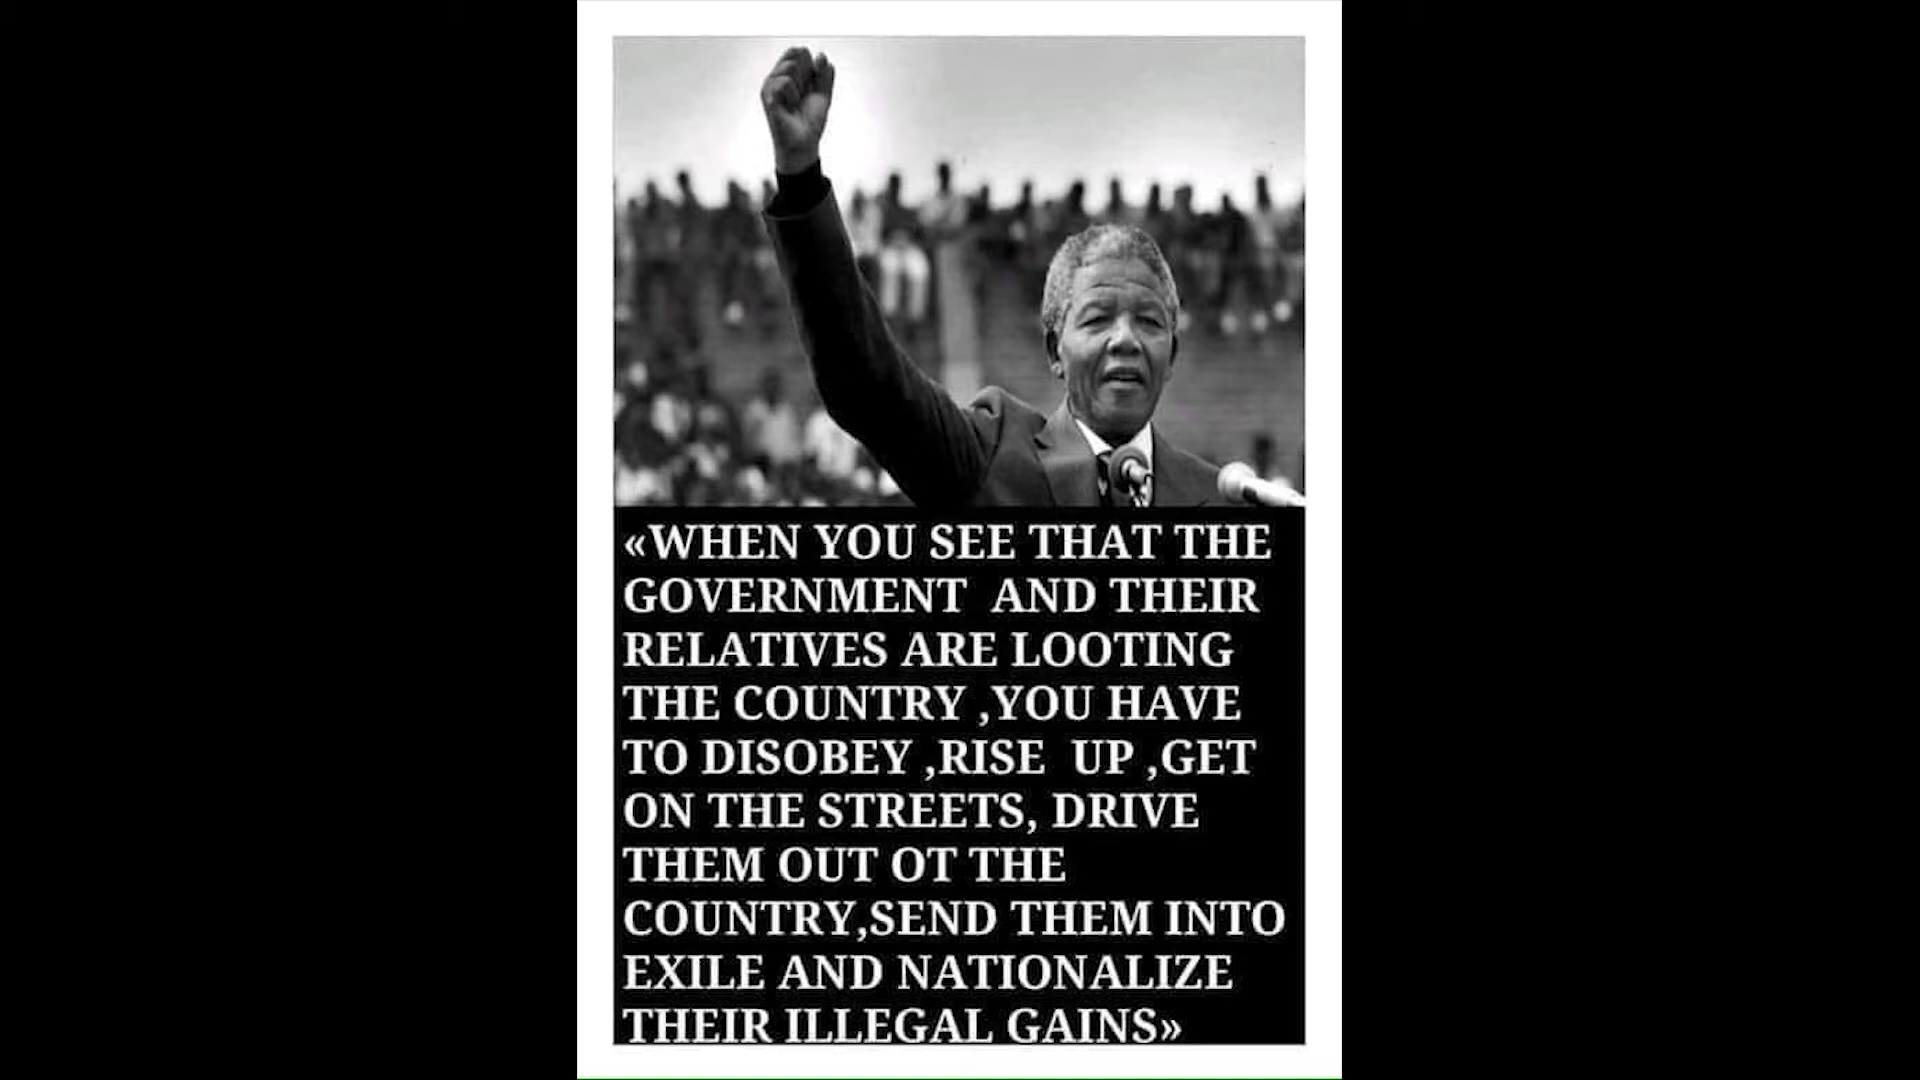 «WHEN YOU SEE THAT THE
GOVERNMENT  AND THEIR
RELATIVES ARE LOOTING
THE COUNTRY ,YOU HAVE
TO DISOBEY ,RISE  UP ,GET
ON THE STREETS, DRIVE
THEM OUT OT THE
COUNTRY,SEND THEM INTO
EXILE AND NATIONALIZE
THEIR ILLEGAL GAINS»